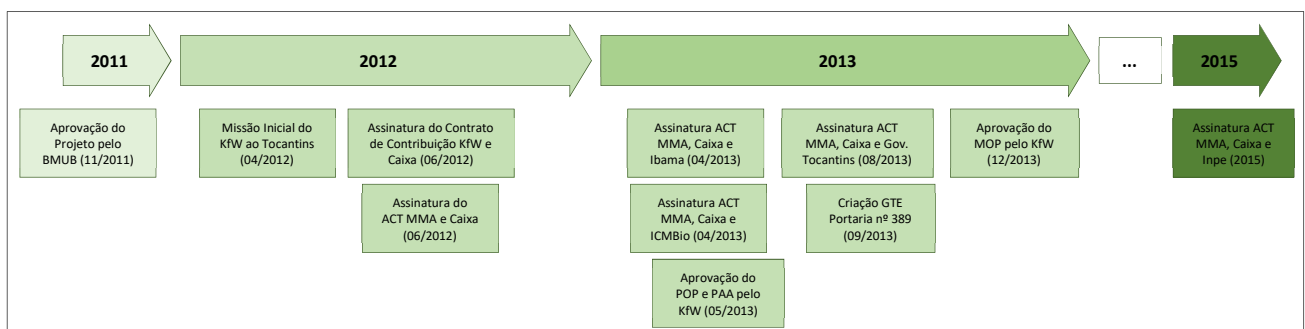 2011
2012
2013
...
2015
Aprovação do
Projeto pelo
BMUB (11/2011)
Missão Inicial do
KfW ao Tocantins
(04/2012)
Assinatura do Contrato
de Contribuição KfW e
Caixa (06/2012)
Assinatura do
ACT MMA e Caixa
(06/2012)
Assinatura ACT
MMA, Caixa e
Ibama (04/2013)
Assinatura ACT
MMA, Caixa e
ICMBio (04/2013)
Aprovação do
POP e PAA pelo
KfW (05/2013)
Assinatura ACT
MMA, Caixa e Gov.
Tocantins (08/2013)
Criação GTE
Portaria nº 389
(09/2013)
Aprovação do
MOP pelo KfW
(12/2013)
Assinatura ACT
MMA, Caixa e
Inpe (2015)